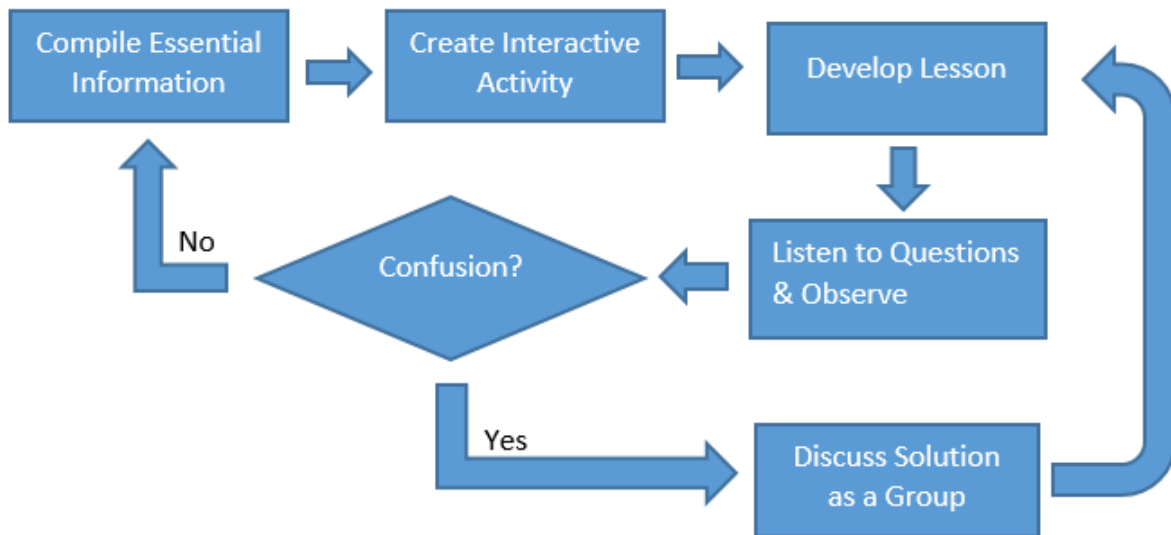 Compile Essential
Information
Create Interactive
Activity
Develop Lesson
Listen to Questions
& Observe
Confusion?
No
Yes
Discuss Solution
as a Group